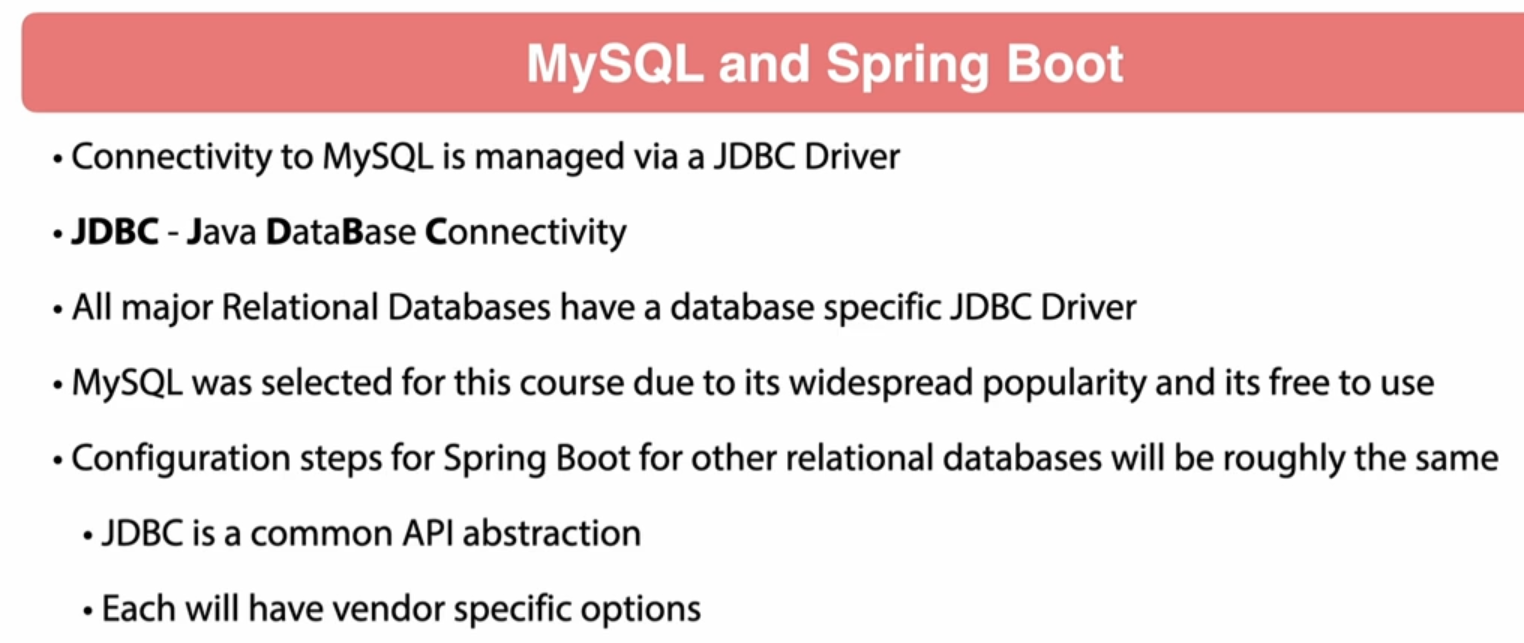 MySQL and Spring Boot
• Connectivity to MySQL is managed via a JDBC Driver
• JDBC - Java DataBase Connectivity
• All major Relational Databases have a database specific JDBC Driver
• MySQL was selected for this course due to its widespread popularity and its free to use
• Configuration steps for Spring Boot for other relational databases will be roughly the same
• JDBC is a common API abstraction
• Each will have vendor specific options